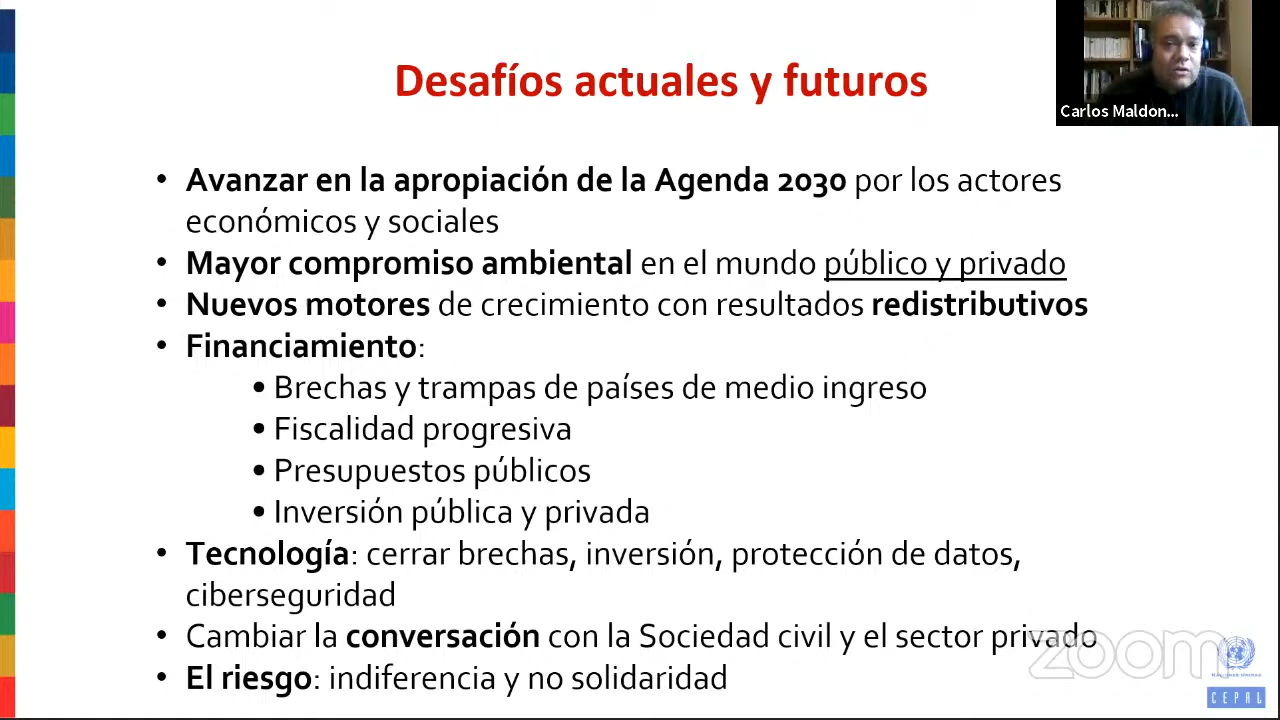 Desafíos actuales y futuros
Carlos Maldon...
• Avanzar en la apropiación de la Agenda 2030 por los actores
económicos y sociales
• Mayor compromiso ambiental en el mundo público y privado
• Nuevos motores de crecimiento con resultados redistributivos
• Financiamiento:
• Brechas y trampas de países de medio ingreso
• Fiscalidad progresiva
• Presupuestos públicos
• Inversión pública y privada
• Tecnología: cerrar brechas, inversión, protección de datos,
ciberseguridad
• Cambiar la conversación con la Sociedad civil y el sector privado
• El riesgo: indiferencia y no solidaridad
zoom
NACIONES UNIDAS
CEPAL